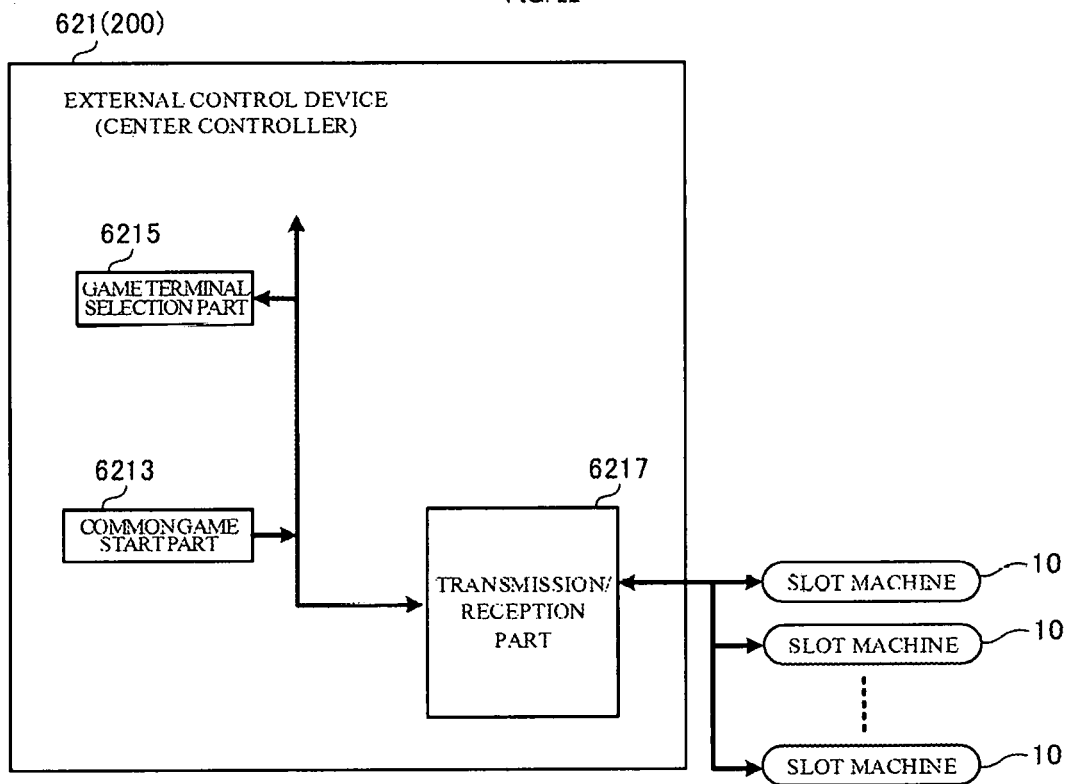 621(200)
EXTERNAL CONTROL DEVICE
(CENTER CONTROLLER)
6215
GAME TERMINAL
SELECTION PART
6213
COMMON GAME
START PART
6217
TRANSMISSION/
RECEPTION
PART
SLOT MACHINE
10
SLOT MACHINE
10
SLOT MACHINE
10